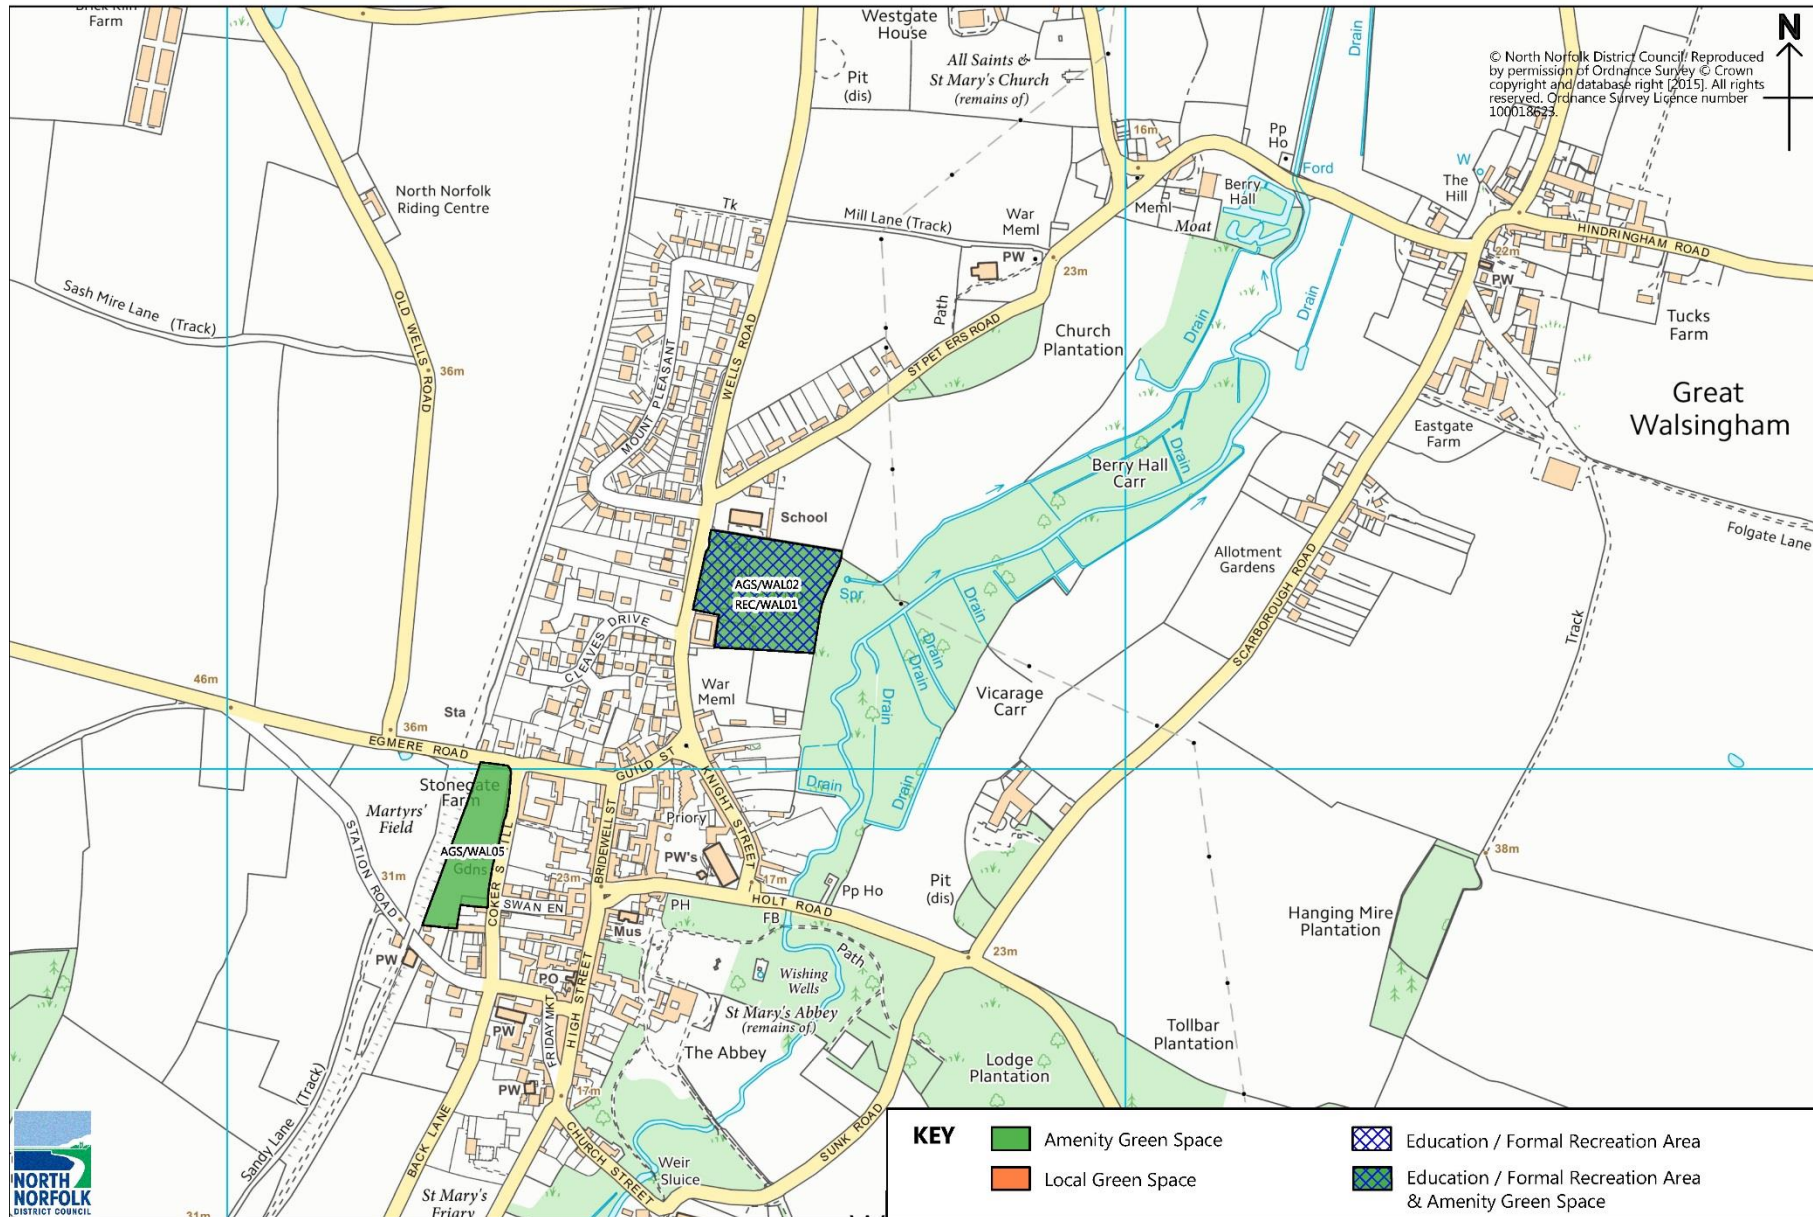 Brick Kiln
Farm
Westgate
House
All Saints &
St Mary's Church
(remains of)
Pit
(dis)
Drain
Drain
N
© North Norfolk District Council. Reproduced
by permission of Ordnance Survey © Crown
copyright and database right [2015]. All rights
reserved. Ordnance Survey Licence number
100018623.
16m
Pp
Ho
Ford
W
The
Hill
North Norfolk
Riding Centre
Tk
Mill Lane (Track)
War
Meml
PW
Meml
Moat
Berry
Hall
23m
HINDRINGHAM ROAD
22m
PW
Sash Mire Lane (Track)
OLD WELLS ROAD
36m
Path
ST PETERS ROAD
Church
Plantation
Drain
Drain
Tucks
Farm
WELLS ROAD
MOUNT PLEASANT
Great
Walsingham
Eastgate
Farm
Berry Hall
Carr
Drain
School
Folgate Lane
Allotment
Gardens
SCARBOROUGH ROAD
Track
AGS/WAL02
REC/WAL01
Spr
Drain
Drain
Drain
Drain
CLEAVES DRIVE
War
Meml
Vicarage
Carr
46m
Sta
36m
EGMERE ROAD
GUILD ST
KNIGHT STREET
Drain
Drain
Stonegate
Farm
Martyrs'
Field
AGS/WAL05
Gdns
STATION ROAD
31m
COKER S
ILL
BRIDEWELL ST
Priory
PW's
17m
23m
SWAN EN
PH
HOLT ROAD
FB
Pp Ho
Pit
(dis)
38m
Hanging Mire
Plantation
Mus
PW
23m
Path
Wishing
Wells
St Mary's Abbey
(remains of)
The Abbey
PO
PW
FRIDAY MKT
HIGH STREET
Tollbar
Plantation
Lodge
Plantation
PW
17m
Sandy Lane (Track)
BACK LANE
CHURCH STREET
SUNK ROAD
Weir
Sluice
St Mary's
Friary
31m
NORTH
NORFOLK
DISTRICT COUNCIL
KEY
Amenity Green Space
Local Green Space
Education / Formal Recreation Area
Education / Formal Recreation Area
& Amenity Green Space